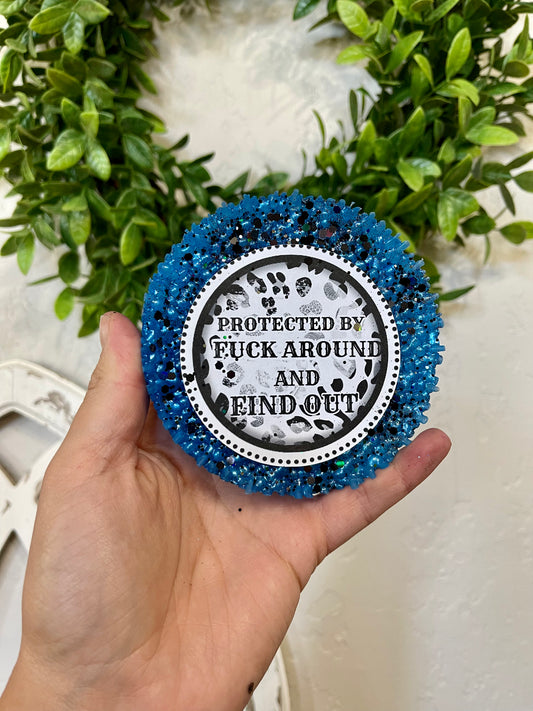 PROTECTED BY
FUCK AROUND
AND
FIND OUT